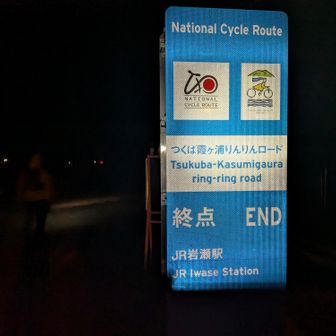 National Cycle Route
NATIONAL
CYCLE ROUTE
つくば霞ヶ浦りんりんロード
Tsukuba-Kasumigaura
ring-ring road
終点 END
JR岩瀬駅
JR Iwase Station